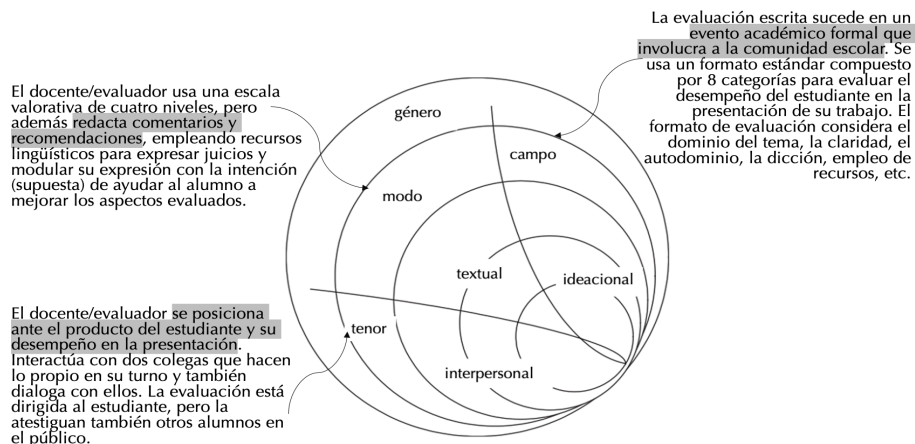 La evaluación escrita sucede en un
evento académico formal que
involucra a la comunidad escolar. Se
usa un formato estándar compuesto
por 8 categorías para evaluar el
desempeño del estudiante en la
presentación de su trabajo. El
formato de evaluación considera el
dominio del tema, la claridad, el
autodominio, la dicción, empleo de
recursos, etc.
El docente/evaluador usa una escala
valorativa de cuatro niveles, pero
además redacta comentarios y
recomendaciones, empleando recursos
lingüísticos para expresar juicios y
modular su expresión con la intención
(supuesta) de ayudar al alumno a
mejorar los aspectos evaluados.
género
campo
modo
textual
ideacional
tenor
interpersonal
El docente/evaluador se posiciona
ante el producto del estudiante y su
desempeño en la presentación.
Interactúa con dos colegas que hacen
lo propio en su turno y también
dialoga con ellos. La evaluación está
dirigida al estudiante, pero la
atestiguan también otros alumnos en
el público.